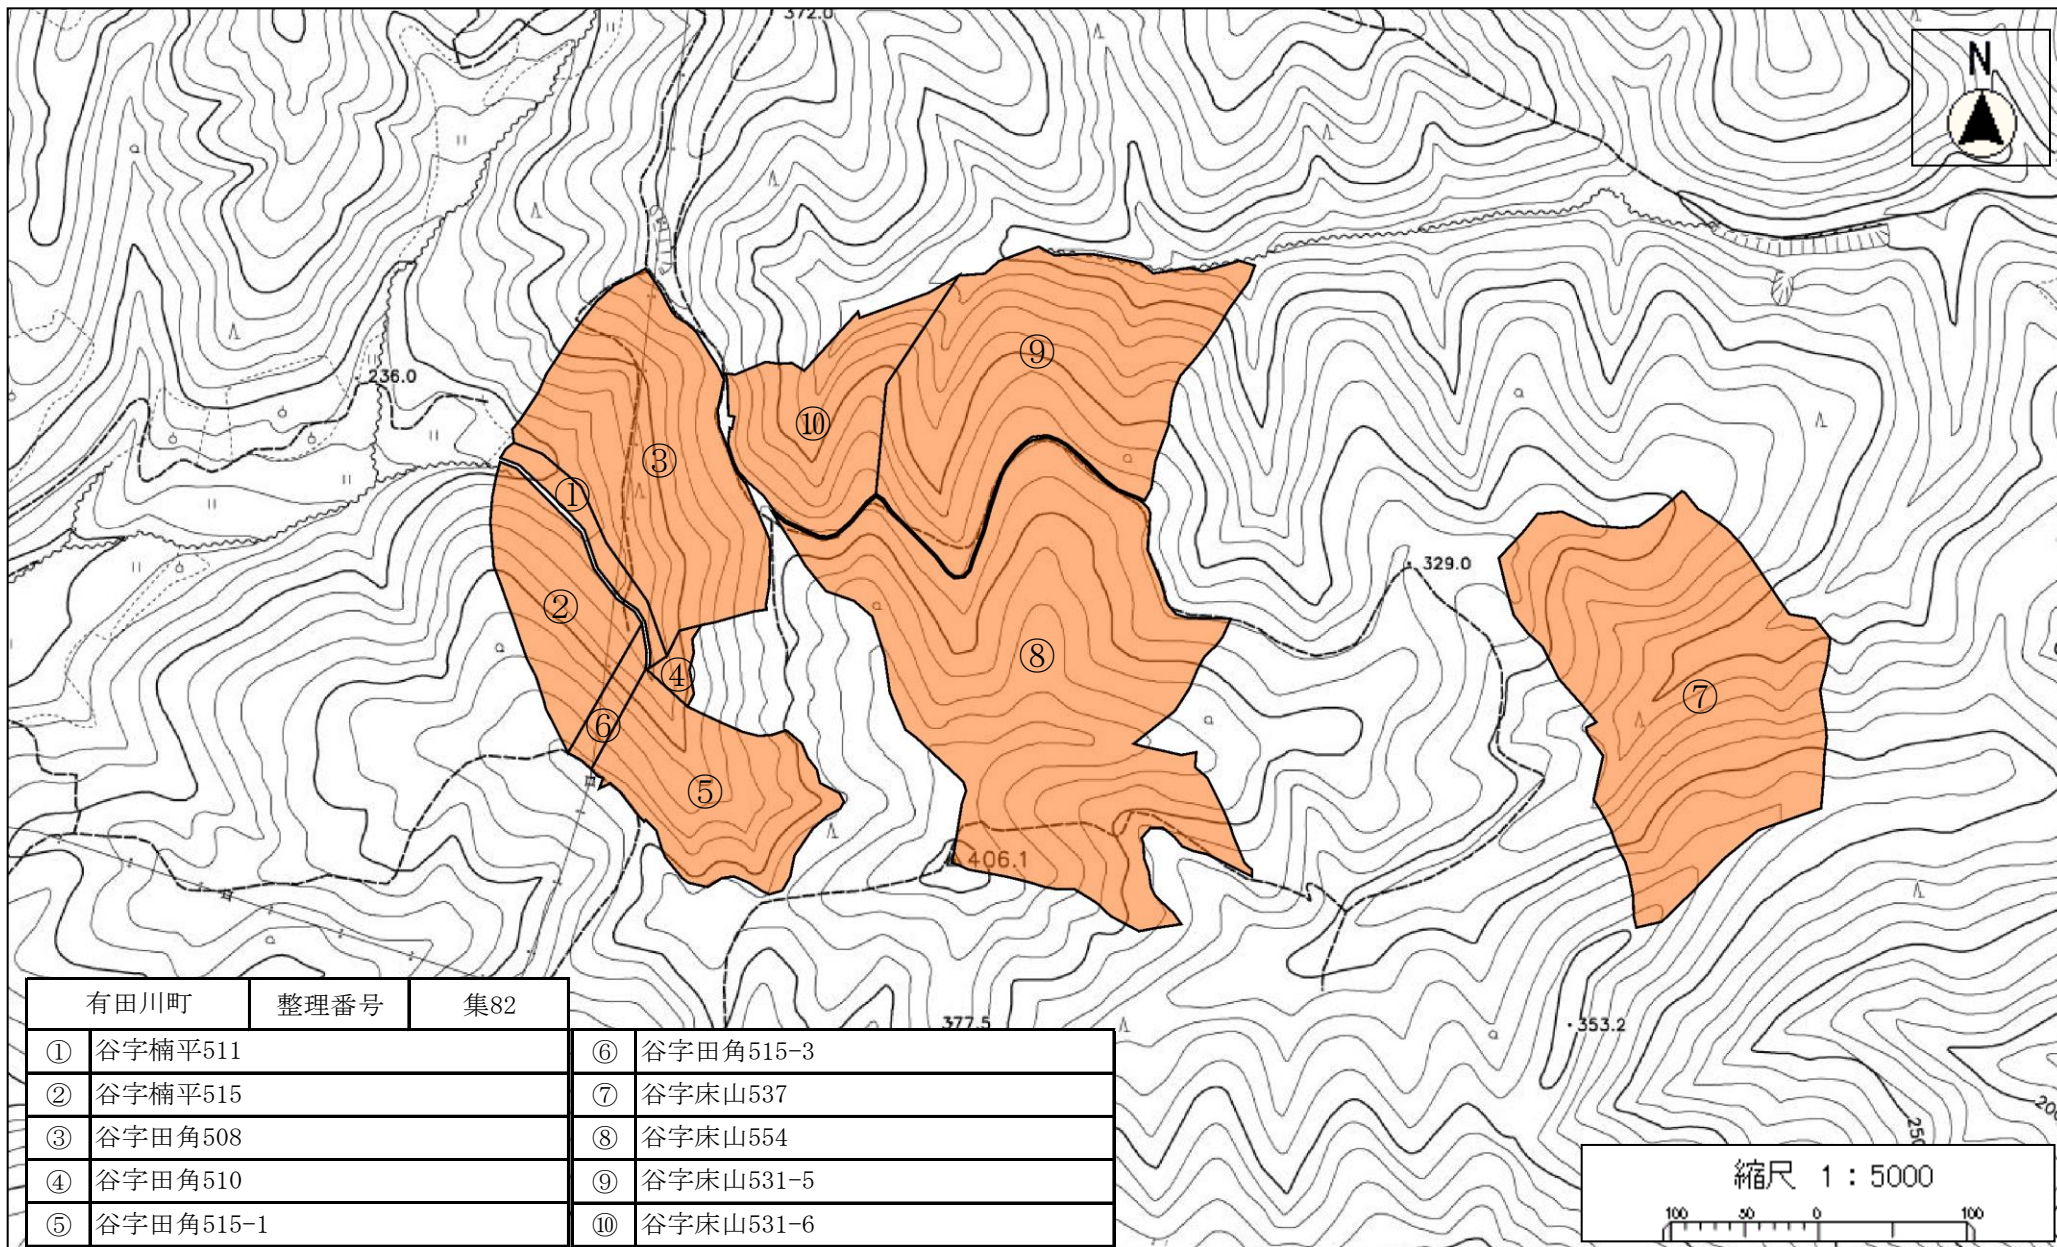 372.0
N
236.0
①
②
③
④
⑤
⑥
⑦
⑧
⑨
⑩
329.0
406.1
377.5
353.2
250
有田川町 整理番号 集82
① 谷字楠平511
② 谷字楠平515
③ 谷字田角508
④ 谷字田角510
⑤ 谷字田角515-1
⑥ 谷字田角515-3
⑦ 谷字床山537
⑧ 谷字床山554
⑨ 谷字床山531-5
⑩ 谷字床山531-6
縮尺 1：5000
100 50 0 100